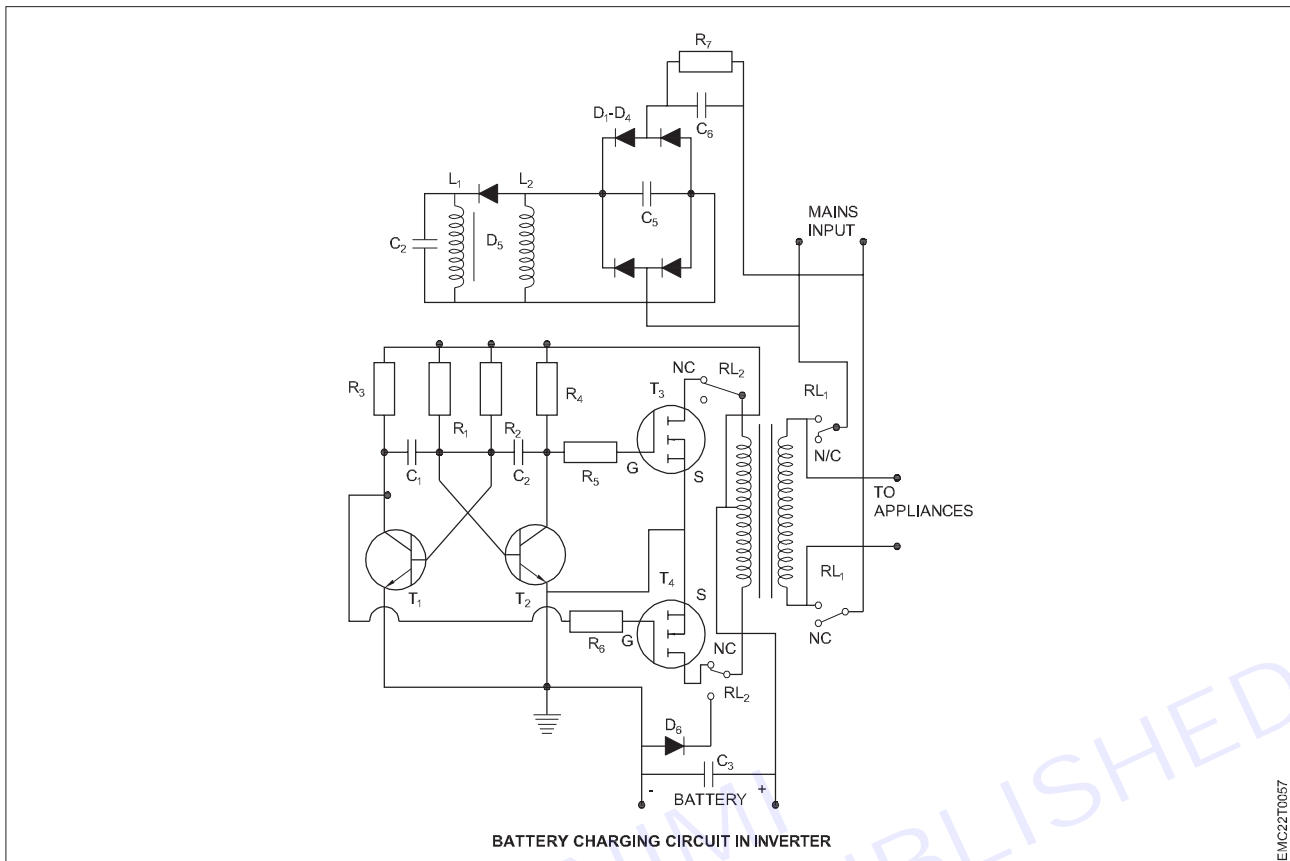 R7
D1-D4
C6
L1
L2
C5
C2
D5
MAINS
INPUT
R3
R1
R2
R4
T3
NC
RL2
RL1
N/C
C1
C2
R5
G
S
TO
APPLIANCES
T1
T2
T4
S
RL1
R6
G
NC
NC
RL2
D6
C3
- BATTERY +
BATTERY CHARGING CIRCUIT IN INVERTER
EMC22T0057